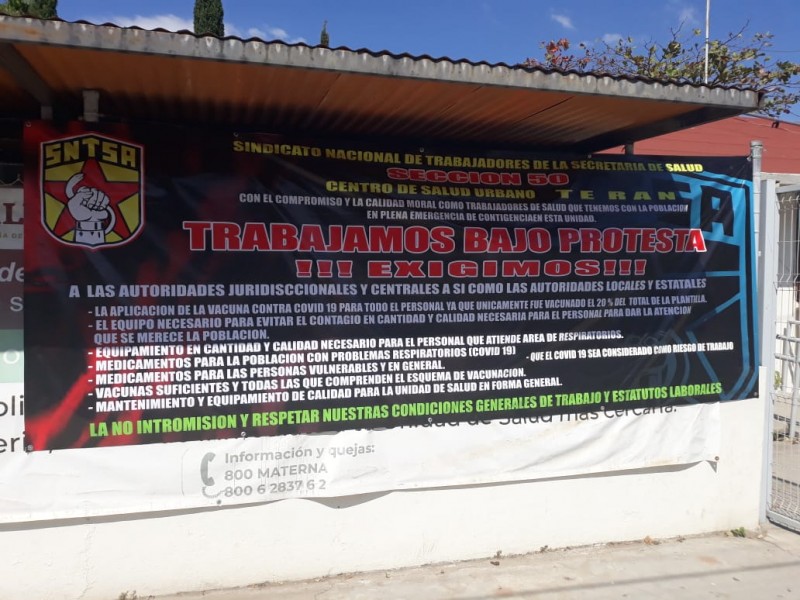 SNTSA
SINDICATO NACIONAL DE TRABAJADORES DE LA SECRETARIA DE SALUD
SECCION 50
CENTRO DE SALUD URBANO TERAN
CON EL COMPROMISO Y LA CALIDAD MORAL COMO TRABAJADORES DE SALUD QUE TENEMOS CON LA POBLACION
EN PLENA EMERGENCIA DE CONTIGENCIAEN ESTA UNIDAD.
TRABAJAMOS BAJO PROTESTA
!!! EXIGIMOS!!!
A LAS AUTORIDADES JURIDISCCIONALES Y CENTRALES A SI COMO LAS AUTORIDADES LOCALES Y ESTATALES
- LA APLICACION DE LA VACUNA CONTRA COVID 19 PARA TODO EL PERSONAL YA QUE UNICAMENTE FUE VACUNADO EL 20 % DEL TOTAL DE LA PLANTILLA.
- EL EQUIPO NECESARIO PARA EVITAR EL CONTAGIO EN CANTIDAD Y CALIDAD NECESARIA PARA EL PERSONAL PARA DAR LA ATENCION
QUE SE MERECE LA POBLACION.
- EQUIPAMIENTO EN CANTIDAD Y CALIDAD NECESARIO PARA EL PERSONAL QUE ATIENDE AREA DE RESPIRATORIOS.
- MEDICAMENTOS PARA LA POBLACION CON PROBLEMAS RESPIRATORIOS (COVID 19) - QUE EL COVID 19 SEA CONSIDERADO COMO RIESGO DE TRABAJO
- MEDICAMENTOS PARA LAS PERSONAS VULNERABLES Y EN GENERAL.
- VACUNAS SUFICIENTES Y TODAS LAS QUE COMPRENDEN EL ESQUEMA DE VACUNACION.
- MANTENIMIENTO Y EQUIPAMIENTO DE CALIDAD PARA LA UNIDAD DE SALUD EN FORMA GENERAL.
LA NO INTROMISION Y RESPETAR NUESTRAS CONDICIONES GENERALES DE TRABAJO Y ESTATUTOS LABORALES
de Salud más cercana.
Información y quejas:
800 MATERNA
800 6 2837 6 2